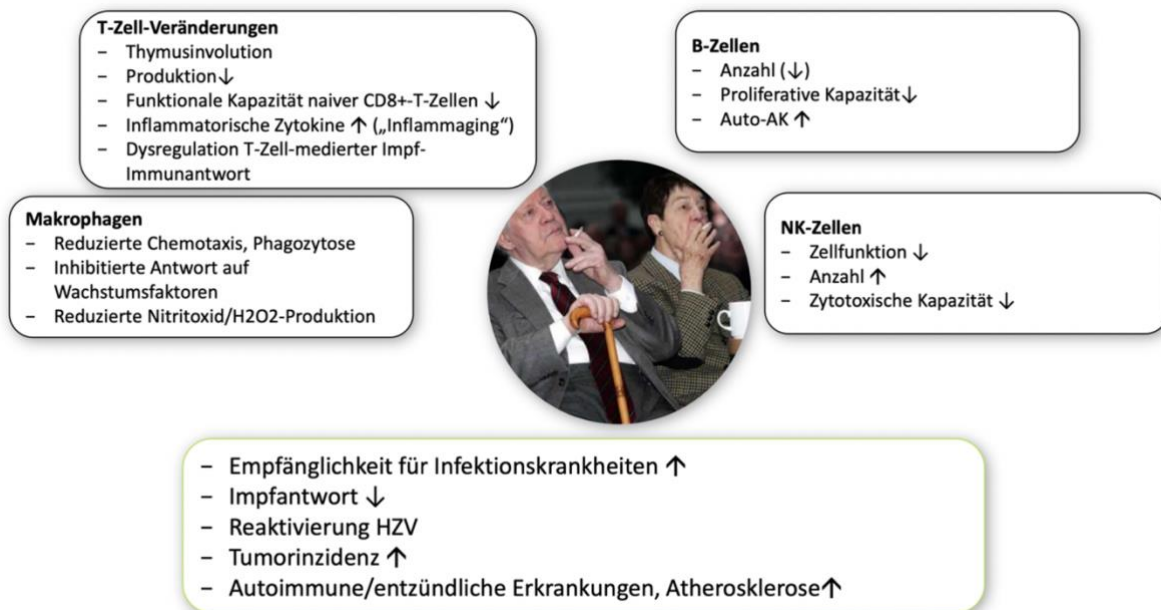 T-Zell-Veränderungen
– Thymusinvolution
– Produktion↓
– Funktionale Kapazität naiver CD8+-T-Zellen ↓
– Inflammatorische Zytokine ↑ („Inflammaging“)
– Dysregulation T-Zell-medierter Impf-
Immunantwort
B-Zellen
– Anzahl (↓)
– Proliferative Kapazität↓
– Auto-AK ↑
Makrophagen
– Reduzierte Chemotaxis, Phagozytose
– Inhibitierte Antwort auf
Wachstumsfaktoren
– Reduzierte Nitritoxid/H2O2-Produktion
NK-Zellen
– Zellfunktion ↓
– Anzahl ↑
– Zytotoxische Kapazität ↓
– Empfänglichkeit für Infektionskrankheiten ↑
– Impfantwort ↓
– Reaktivierung HZV
– Tumorinzidenz ↑
– Autoimmune/entzündliche Erkrankungen, Atherosklerose↑